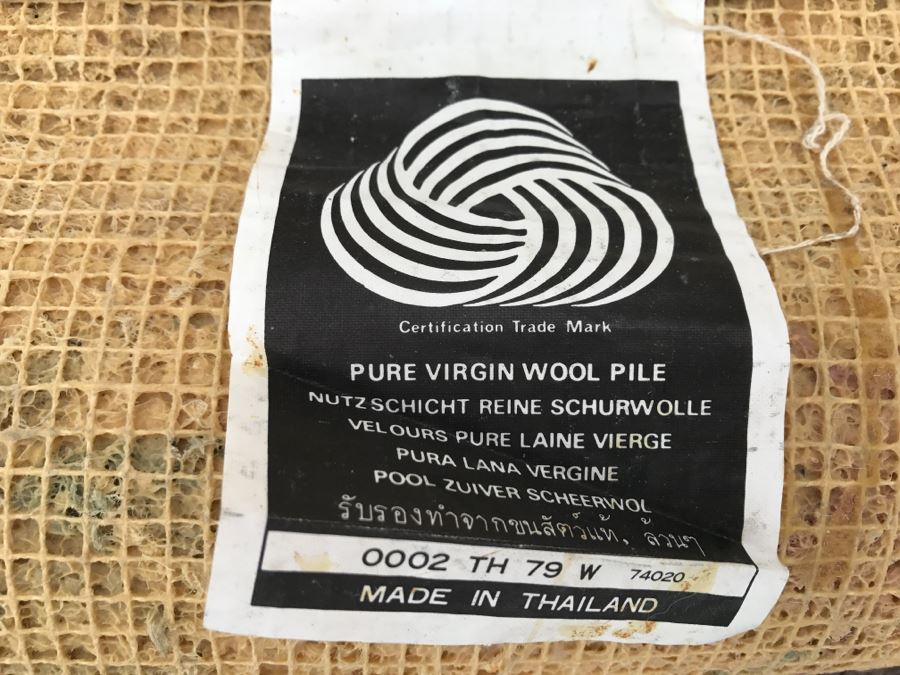 Certification Trade Mark
PURE VIRGIN WOOL PILE
NUTZSCHICHT REINE SCHURWOLLE
VELOURS PURE LAINE VIERGE
PURA LANA VERGINE
POOL ZUIVER SCHEERWOL
รับรองทำจากขนสัตว์แท้, ล้วนๆ
0002 TH 79 W 74020
MADE IN THAILAND